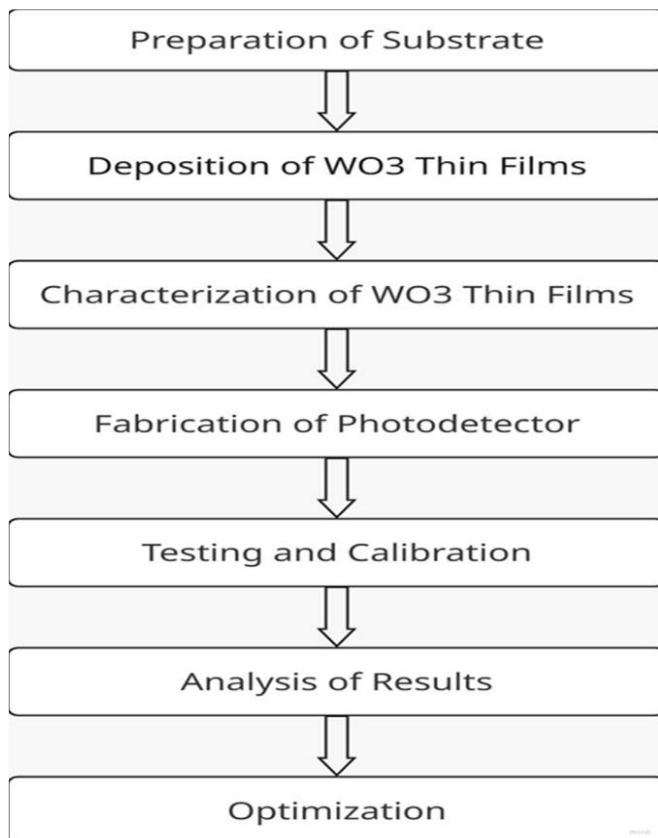 Preparation of Substrate
Deposition of WO3 Thin Films
Characterization of WO3 Thin Films
Fabrication of Photodetector
Testing and Calibration
Analysis of Results
Optimization